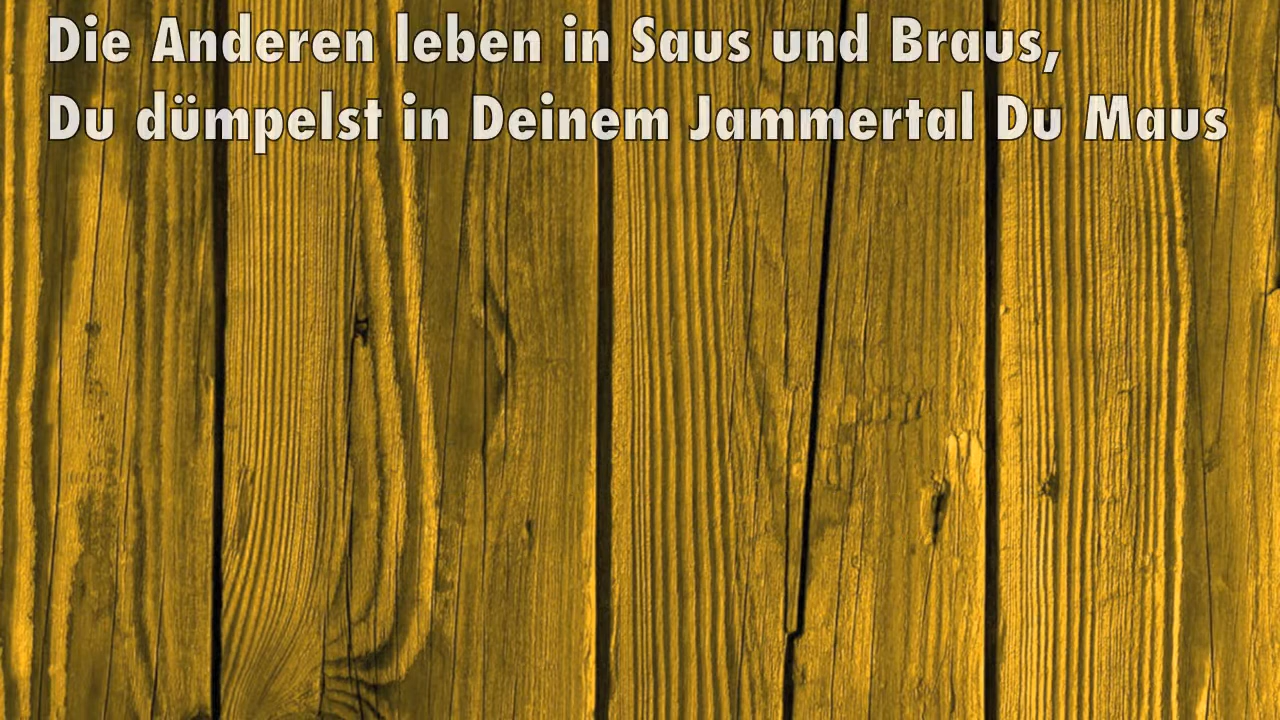 Die Anderen leben in Saus und Braus,
Du dümpelst in Deinem Jammertal Du Maus